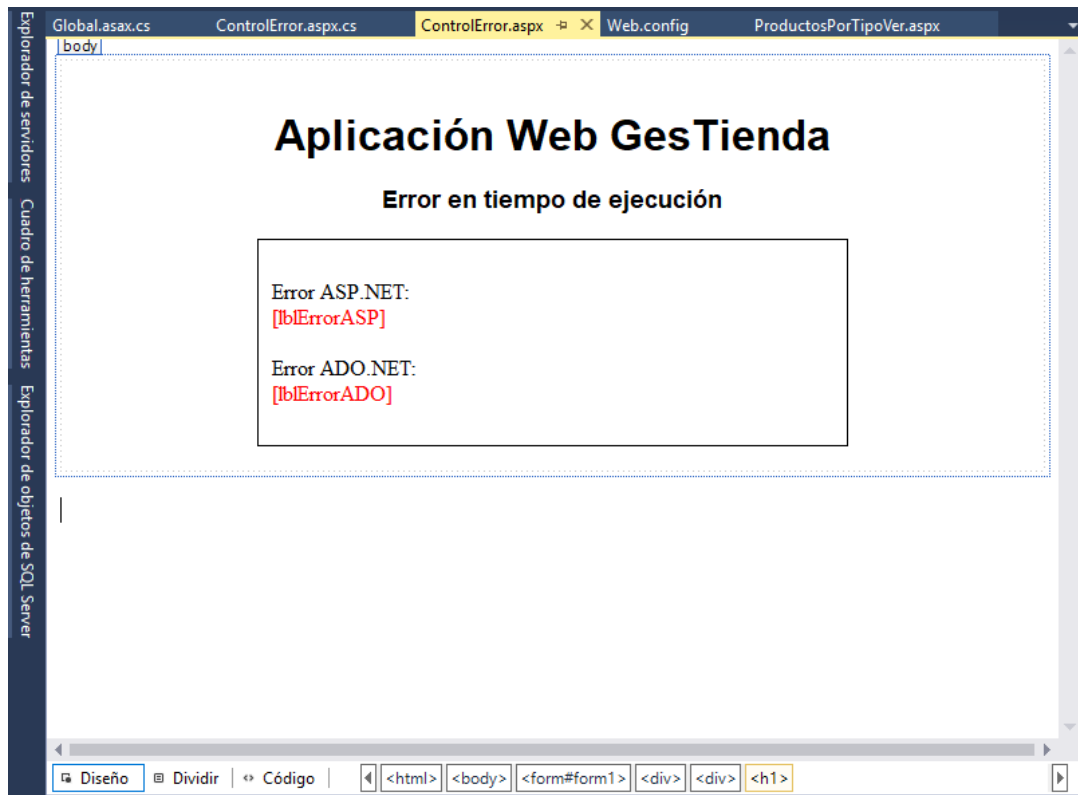 Global.asax.cs ControlError.aspx.cs ControlError.aspx Web.config ProductosPorTipoVer.aspx
body
Explorador de servidores
Cuadro de herramientas
Explorador de objetos de SQL Server
Aplicación Web GesTienda
Error en tiempo de ejecución
Error ASP.NET:
[lblErrorASP]
Error ADO.NET:
[lblErrorADO]
Diseño Dividir Código <html> <body> <form#form1> <div> <div> <h1>